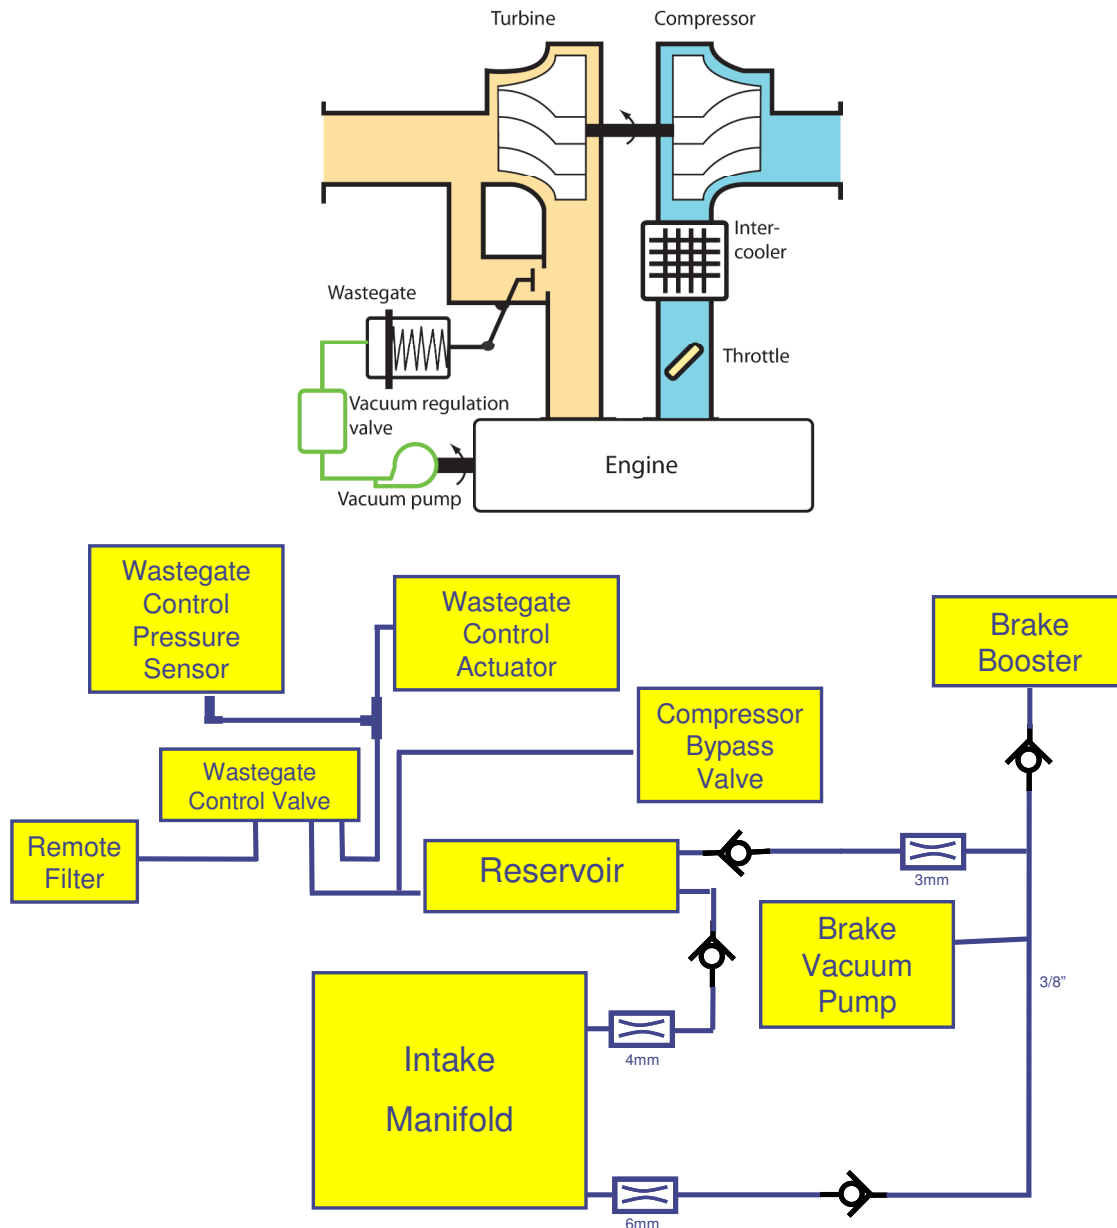 Turbine
Compressor
Inter-
cooler
Wastegate
Throttle
Vacuum regulation
valve
Engine
Vacuum pump
Wastegate
Control
Pressure
Sensor
Wastegate
Control
Actuator
Brake
Booster
Compressor
Bypass
Valve
Wastegate
Control Valve
Remote
Filter
Reservoir
3mm
Brake
Vacuum
Pump
3/8”
Intake
Manifold
4mm
6mm